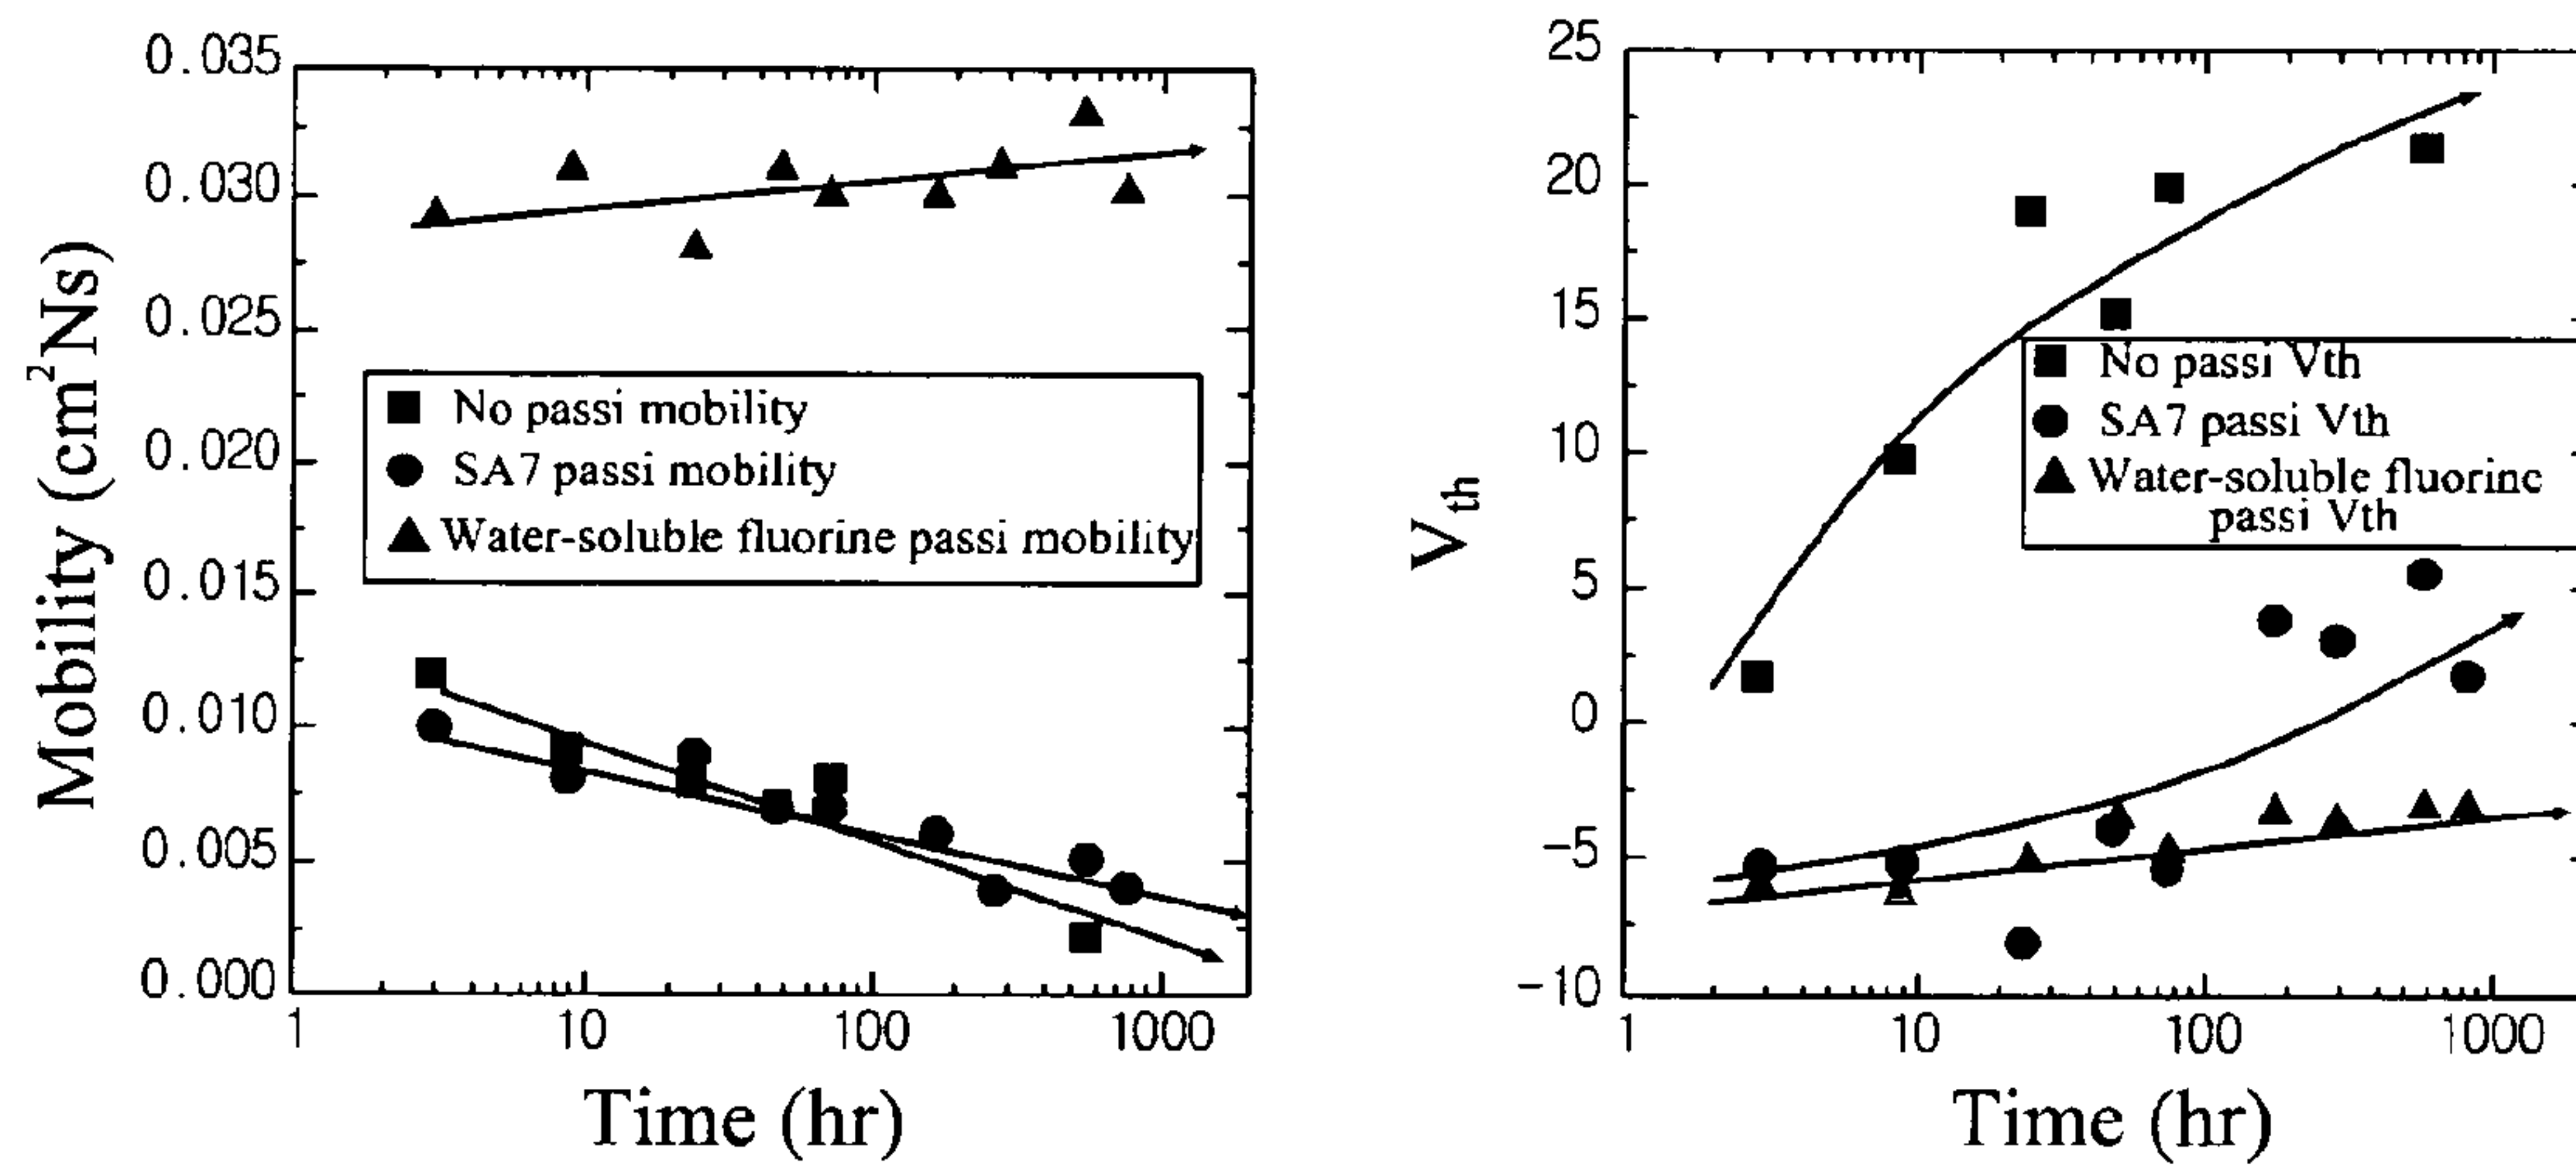 0.035
0.030
0.025
0.020
0.015
0.010
0.005
0.000
Mobility (cm²Ns)
No passi mobility
SA7 passi mobility
Water-soluble fluorine passi mobility
1 10 100 1000
Time (hr)
25
20
15
10
5
0
-5
-10
Vth
No passi Vth
SA7 passi Vth
Water-soluble fluorine
passi Vth
1 10 100 1000
Time (hr)